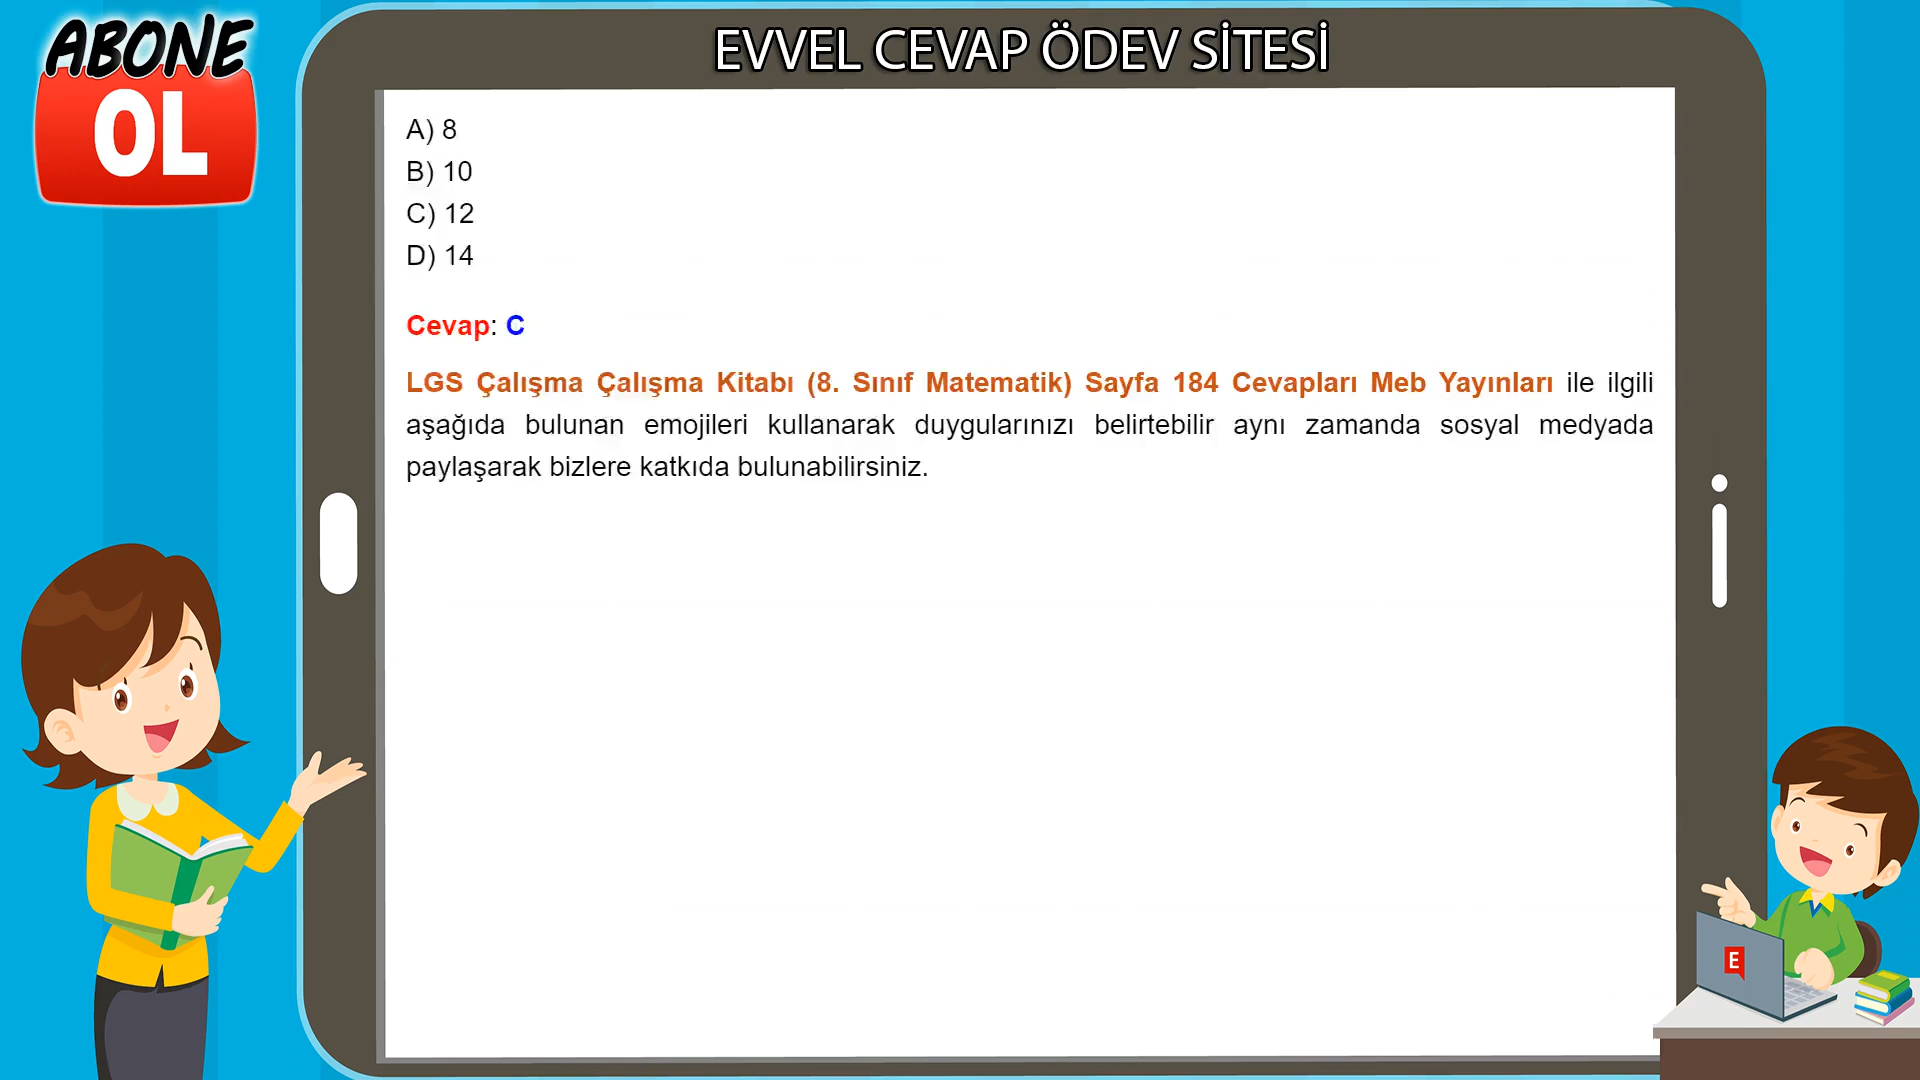 ABONE
OL
EVVEL CEVAP ÖDEV SİTESİ
A) 8
B) 10
C) 12
D) 14
Cevap: C
LGS Çalışma Çalışma Kitabı (8. Sınıf Matematik) Sayfa 184 Cevapları Meb Yayınları ile ilgili
aşağıda bulunan emojileri kullanarak duygularınızı belirtebilir aynı zamanda sosyal medyada
paylaşarak bizlere katkıda bulunabilirsiniz.
E